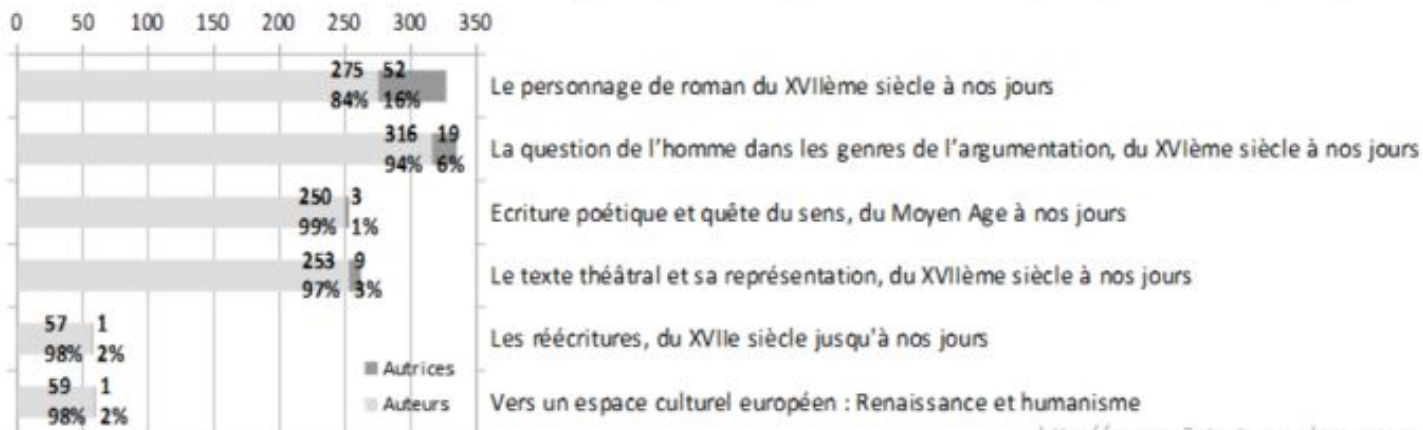 0 50 100 150 200 250 300 350
275 52
84% 16%
Le personnage de roman du XVIIème siècle à nos jours
316 19
94% 6%
La question de l'homme dans les genres de l'argumentation, du XVIème siècle à nos jours
250 3
99% 1%
Ecriture poétique et quête du sens, du Moyen Age à nos jours
253 9
97% 3%
Le texte théâtral et sa représentation, du XVIIème siècle à nos jours
57 1
98% 2%
Les réécritures, du XVIIe siècle jusqu'à nos jours
59 1
98% 2%
Vers un espace culturel européen : Renaissance et humanisme
Autrices
Auteurs